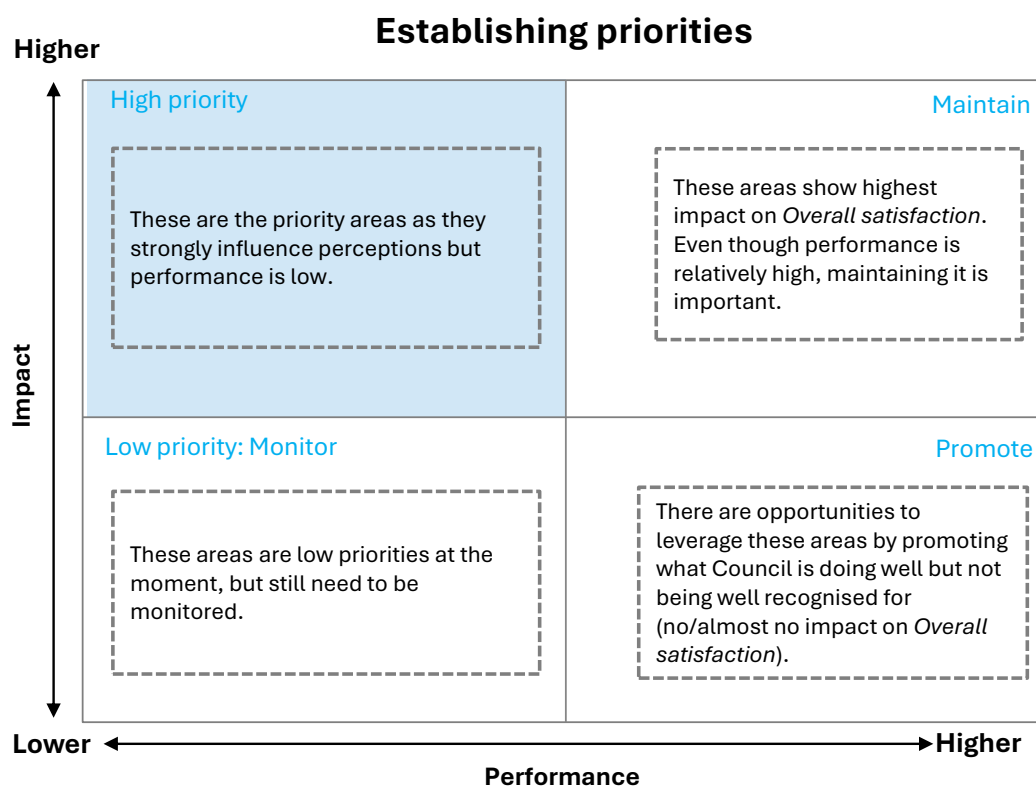 Establishing priorities
Higher
High priority
These are the priority areas as they
strongly influence perceptions but
performance is low.
Maintain
These areas show highest
impact on Overall satisfaction.
Even though performance is
relatively high, maintaining it is
important.
Impact
Low priority: Monitor
These areas are low priorities at the
moment, but still need to be
monitored.
Promote
There are opportunities to
leverage these areas by promoting
what Council is doing well but not
being well recognised for
(no/almost no impact on Overall
satisfaction).
Lower
Higher
Performance